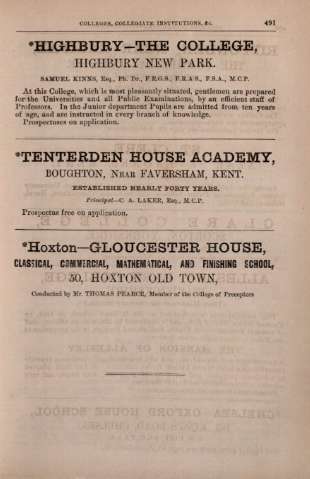 COLLEGES, COLLEGIATE INSTITUTIONS, &c. 491
*HIGHBURY—THE COLLEGE,
HIGHBURY NEW PARK.
SAMUEL KINNS, Esq., Ph. Dr., F.R.G.S., F.R.A.S., F.S.A., M.C.P.
At this College, which is most pleasantly situated, gentlemen are prepared
for the Universities and all Public Examinations, by an efficient staff of
Professors. In the Junior department Pupils are admitted from ten years
of age, and are instructed in every branch of knowledge.
Prospectuses on application.
*TENTERDEN HOUSE ACADEMY,
BOUGHTON, NEAR FAVERSHAM, KENT.
ESTABLISHED NEARLY FORTY YEARS.
Principal—C. A. LAKER, Esq., M.C.P.
Prospectus free on application.
*Hoxton—GLOUCESTER HOUSE,
CLASSICAL, COMMERCIAL, MATHEMATICAL, AND FINISHING SCHOOL,
50, HOXTON OLD TOWN,
Conducted by Mr. THOMAS PEARCE, Member of the College of Preceptors